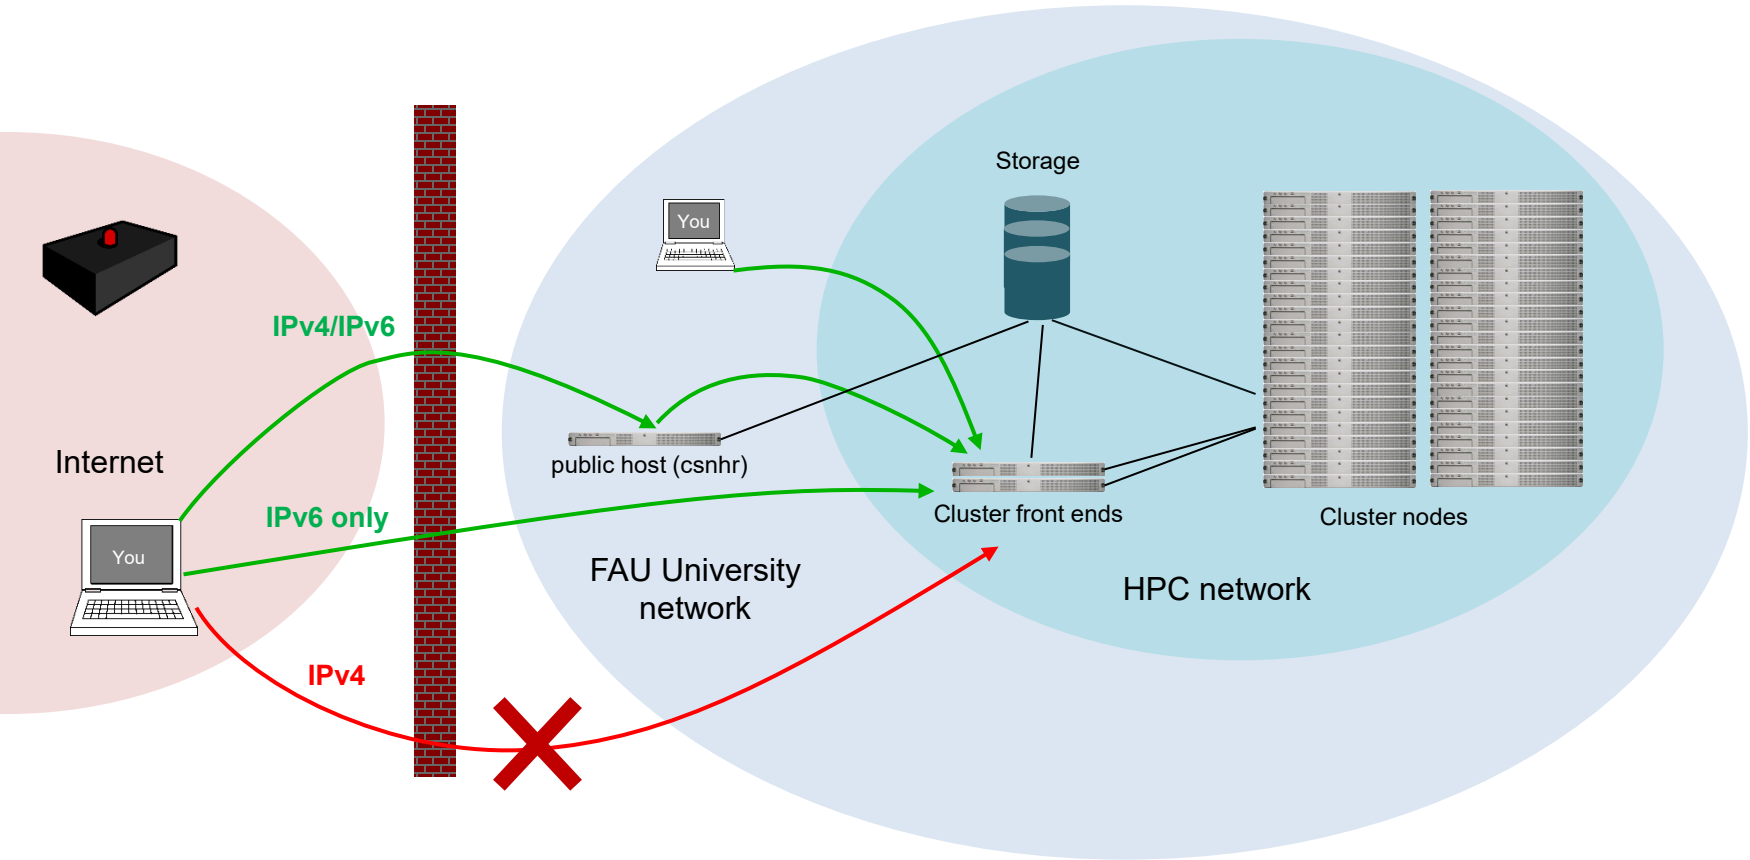 Storage
You
IPv4/IPv6
Internet
public host (csnhr)
IPv6 only
Cluster front ends
Cluster nodes
You
FAU University
network
HPC network
IPv4